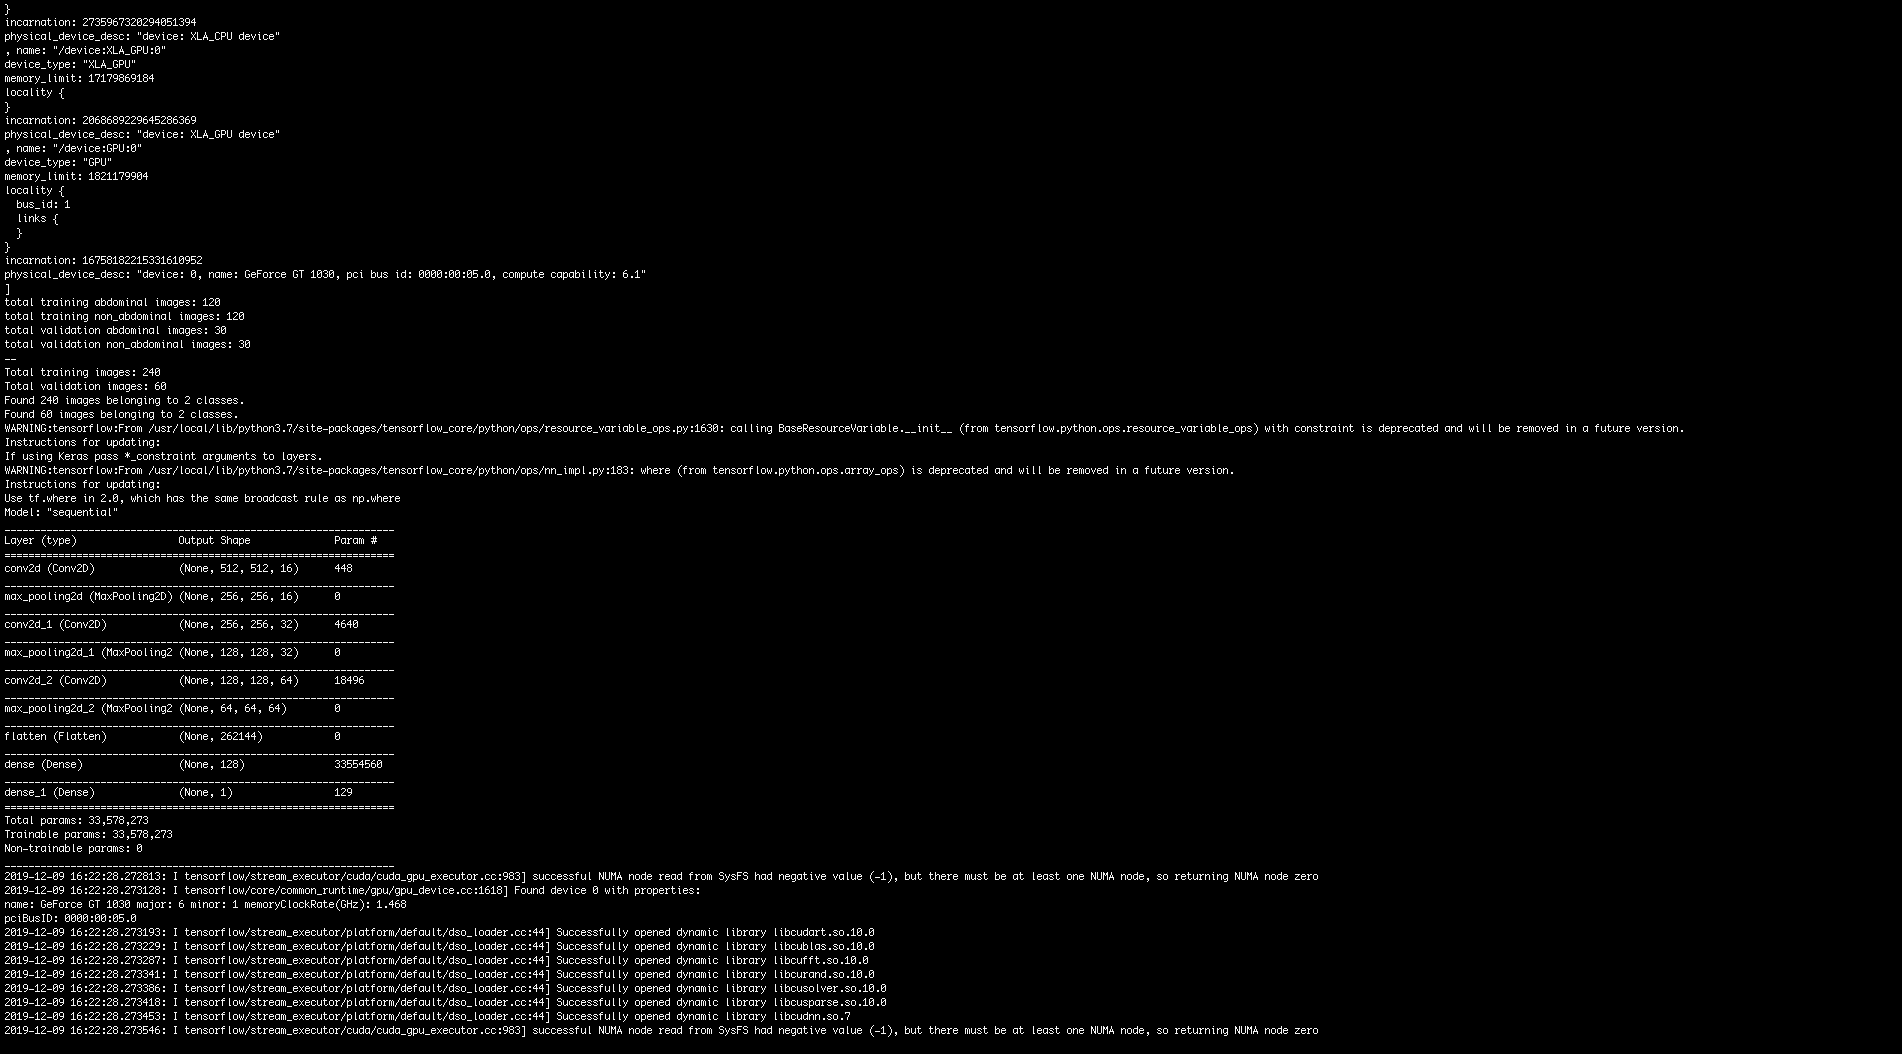 }
incarnation: 2735967320294051394
physical_device_desc: "device: XLA_CPU device"
, name: "/device:XLA_GPU:0"
device_type: "XLA_GPU"
memory_limit: 17179869184
locality {
}
incarnation: 2068689229645286369
physical_device_desc: "device: XLA_GPU device"
, name: "/device:GPU:0"
device_type: "GPU"
memory_limit: 1821179904
locality {
  bus_id: 1
  links {
  }
}
incarnation: 16758182215331610952
physical_device_desc: "device: 0, name: GeForce GT 1030, pci bus id: 0000:00:05.0, compute capability: 6.1"
]
total training abdominal images: 120
total training non_abdominal images: 120
total validation abdominal images: 30
total validation non_abdominal images: 30
--
Total training images: 240
Total validation images: 60
Found 240 images belonging to 2 classes.
Found 60 images belonging to 2 classes.
WARNING:tensorflow:From /usr/local/lib/python3.7/site-packages/tensorflow_core/python/ops/resource_variable_ops.py:1630: calling BaseResourceVariable.__init__ (from tensorflow.python.ops.resource_variable_ops) with constraint is deprecated and will be removed in a future version.
Instructions for updating:
If using Keras pass *_constraint arguments to layers.
WARNING:tensorflow:From /usr/local/lib/python3.7/site-packages/tensorflow_core/python/ops/nn_impl.py:183: where (from tensorflow.python.ops.array_ops) is deprecated and will be removed in a future version.
Instructions for updating:
Use tf.where in 2.0, which has the same broadcast rule as np.where
Model: "sequential"
_________________________________________________________________
Layer (type)                 Output Shape              Param #
=================================================================
conv2d (Conv2D)              (None, 512, 512, 16)      448
_________________________________________________________________
max_pooling2d (MaxPooling2D) (None, 256, 256, 16)      0
_________________________________________________________________
conv2d_1 (Conv2D)            (None, 256, 256, 32)      4640
_________________________________________________________________
max_pooling2d_1 (MaxPooling2 (None, 128, 128, 32)      0
_________________________________________________________________
conv2d_2 (Conv2D)            (None, 128, 128, 64)      18496
_________________________________________________________________
max_pooling2d_2 (MaxPooling2 (None, 64, 64, 64)        0
_________________________________________________________________
flatten (Flatten)            (None, 262144)            0
_________________________________________________________________
dense (Dense)                (None, 128)               33554560
_________________________________________________________________
dense_1 (Dense)              (None, 1)                 129
=================================================================
Total params: 33,578,273
Trainable params: 33,578,273
Non-trainable params: 0
_________________________________________________________________
2019-12-09 16:22:28.272813: I tensorflow/stream_executor/cuda/cuda_gpu_executor.cc:983] successful NUMA node read from SysFS had negative value (-1), but there must be at least one NUMA node, so returning NUMA node zero
2019-12-09 16:22:28.273128: I tensorflow/core/common_runtime/gpu/gpu_device.cc:1618] Found device 0 with properties:
name: GeForce GT 1030 major: 6 minor: 1 memoryClockRate(GHz): 1.468
pciBusID: 0000:00:05.0
2019-12-09 16:22:28.273193: I tensorflow/stream_executor/platform/default/dso_loader.cc:44] Successfully opened dynamic library libcudart.so.10.0
2019-12-09 16:22:28.273229: I tensorflow/stream_executor/platform/default/dso_loader.cc:44] Successfully opened dynamic library libcublas.so.10.0
2019-12-09 16:22:28.273287: I tensorflow/stream_executor/platform/default/dso_loader.cc:44] Successfully opened dynamic library libcufft.so.10.0
2019-12-09 16:22:28.273341: I tensorflow/stream_executor/platform/default/dso_loader.cc:44] Successfully opened dynamic library libcurand.so.10.0
2019-12-09 16:22:28.273386: I tensorflow/stream_executor/platform/default/dso_loader.cc:44] Successfully opened dynamic library libcusolver.so.10.0
2019-12-09 16:22:28.273418: I tensorflow/stream_executor/platform/default/dso_loader.cc:44] Successfully opened dynamic library libcusparse.so.10.0
2019-12-09 16:22:28.273453: I tensorflow/stream_executor/platform/default/dso_loader.cc:44] Successfully opened dynamic library libcudnn.so.7
2019-12-09 16:22:28.273546: I tensorflow/stream_executor/cuda/cuda_gpu_executor.cc:983] successful NUMA node read from SysFS had negative value (-1), but there must be at least one NUMA node, so returning NUMA node zero